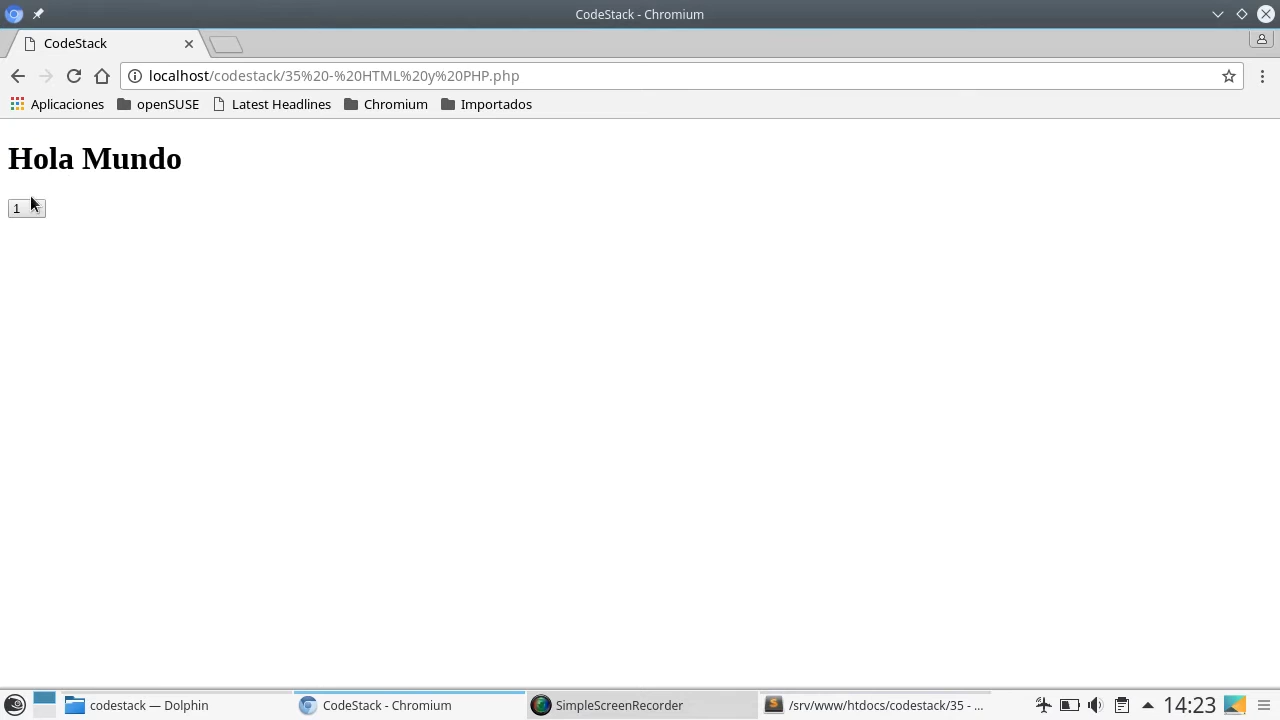 CodeStack - Chromium
CodeStack
localhost/codestack/35%20-%20HTML%20y%20PHP.php
Aplicaciones openSUSE Latest Headlines Chromium Importados
Hola Mundo
1
codestack — Dolphin CodeStack - Chromium SimpleScreenRecorder /srv/www/htdocs/codestack/35 - ... 14:23